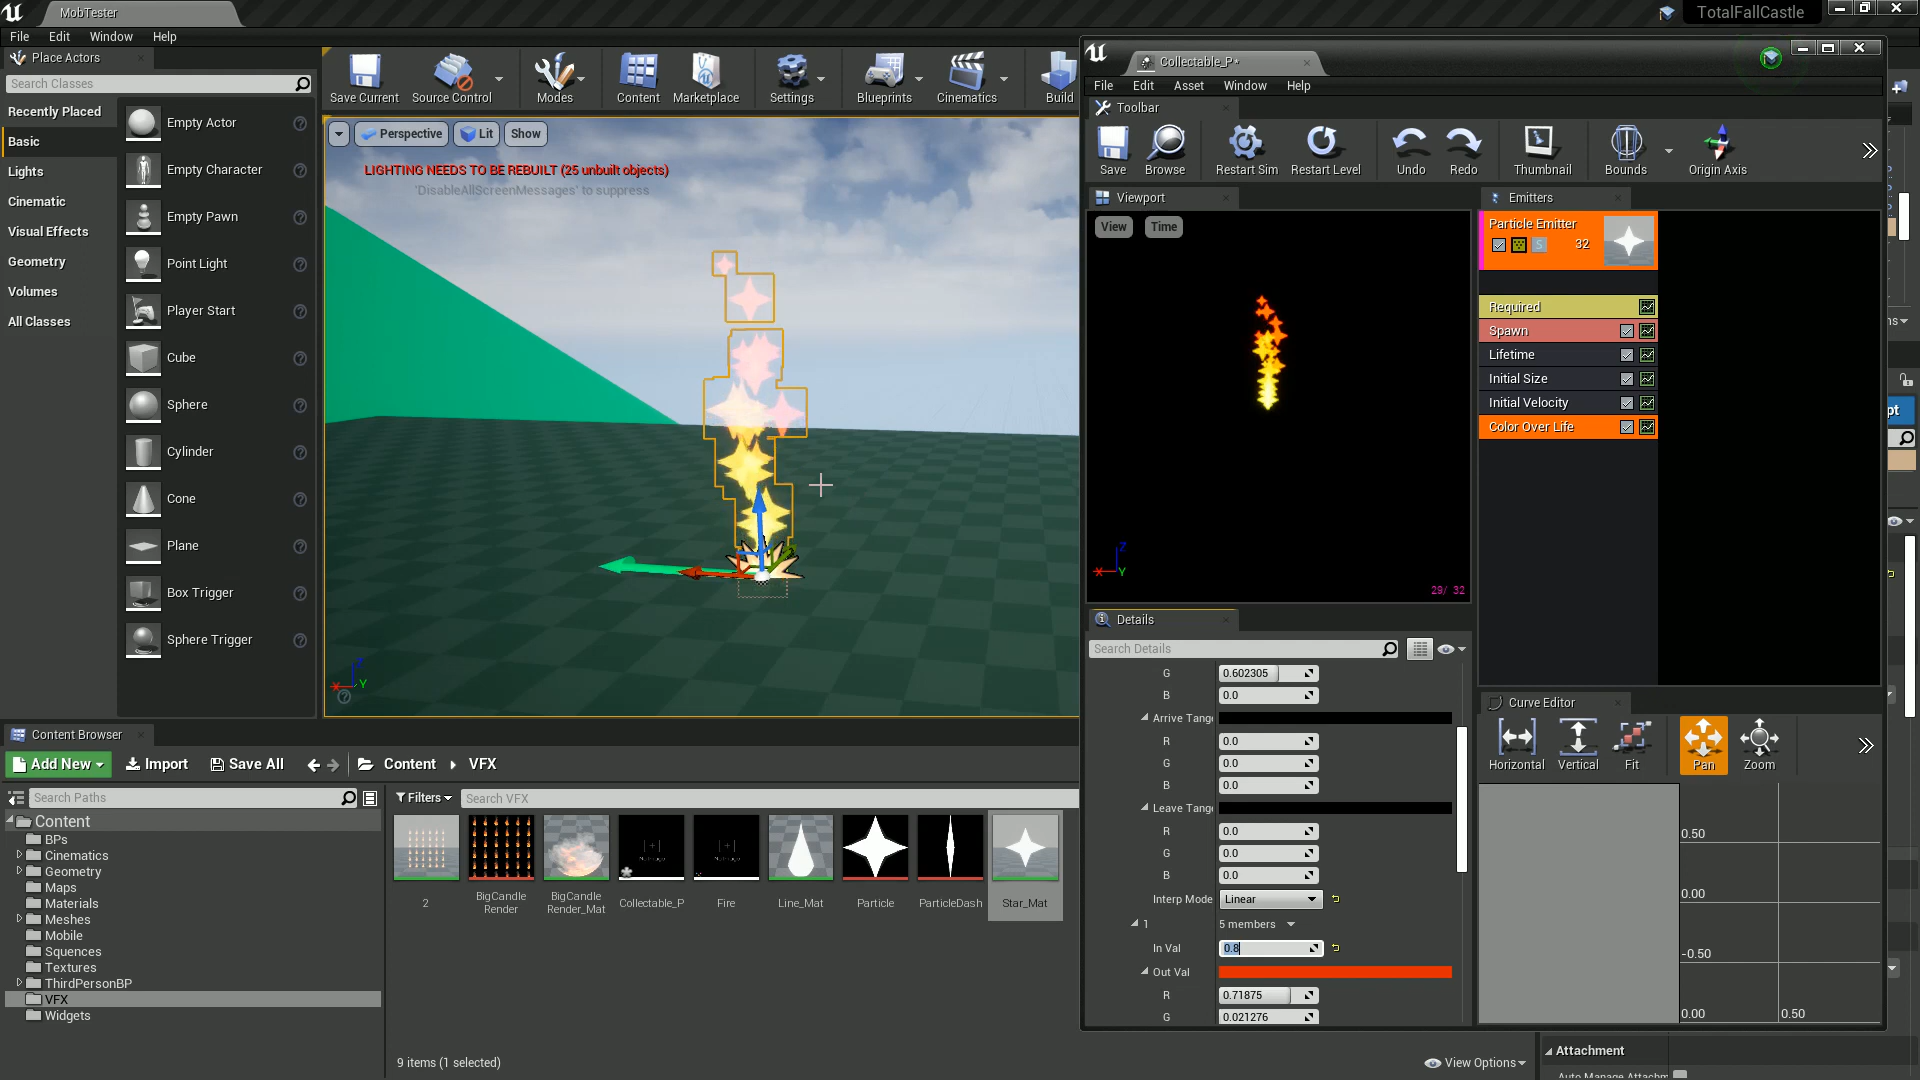 MobTester
TotalFallCastle
File Edit Window Help
Place Actors
Search Classes
Recently Placed
Basic
Lights
Cinematic
Visual Effects
Geometry
Volumes
All Classes
Empty Actor
Empty Character
Empty Pawn
Point Light
Player Start
Cube
Sphere
Cylinder
Cone
Plane
Box Trigger
Sphere Trigger
Save Current
Source Control
Modes
Content
Marketplace
Settings
Blueprints
Cinematics
Build
Perspective
Lit
Show
LIGHTING NEEDS TO BE REBUILT (25 unbuilt objects)
'DisableAllScreenMessages' to suppress
X
Y
Collectable_P*
File Edit Asset Window Help
Toolbar
Save
Browse
Restart Sim
Restart Level
Undo
Redo
Thumbnail
Bounds
Origin Axis
Viewport
View
Time
Z
X
Y
29/ 32
Emitters
Particle Emitter
S
32
Required
Spawn
Lifetime
Initial Size
Initial Velocity
Color Over Life
Details
Search Details
G 0.602305
B 0.0
Arrive Tange
R 0.0
G 0.0
B 0.0
Leave Tange
R 0.0
G 0.0
B 0.0
Interp Mode Linear
1 5 members
In Val 0.8
Out Val
R 0.71875
G 0.021276
Curve Editor
Horizontal
Vertical
Fit
Pan
Zoom
0.50
0.00
-0.50
0.00 0.50
Content Browser
Add New
Import
Save All
Content
VFX
Search Paths
Filters
Search VFX
Content
BPs
Cinematics
Geometry
Maps
Materials
Meshes
Mobile
Squences
Textures
ThirdPersonBP
VFX
Widgets
2
BigCandle
Render
BigCandle
Render_Mat
Collectable_P
Fire
Line_Mat
Particle
ParticleDash
Star_Mat
9 items (1 selected)
View Options
Attachment